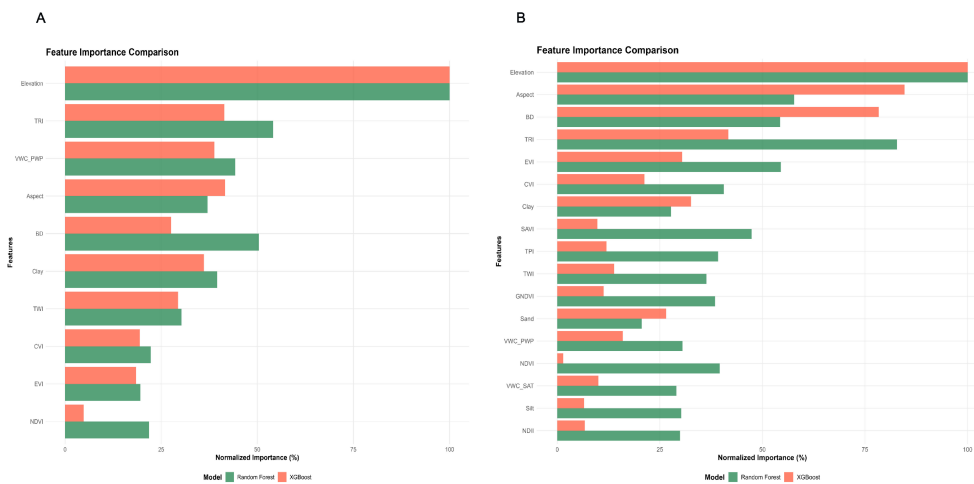 A
Feature Importance Comparison
Features
Elevation
TRI
VWC_PWP
Aspect
BD
Clay
TWI
CVI
EVI
NDVI
0 25 50 75 100
Normalized Importance (%)
Model Random Forest XGBoost
B
Feature Importance Comparison
Features
Elevation
Aspect
BD
TRI
EVI
CVI
Clay
SAVI
TPI
TWI
GNDVI
Sand
VWC_PWP
NDVI
VWC_SAT
Silt
NDII
0 25 50 75 100
Normalized Importance (%)
Model Random Forest XGBoost